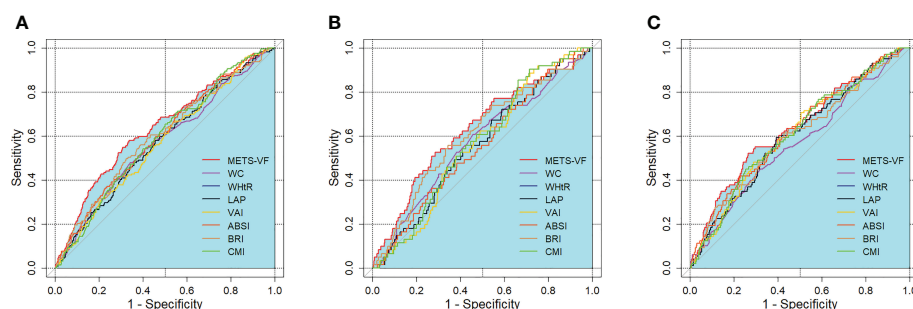 A
B
C
Sensitivity
1.0
0.8
0.6
0.4
0.2
0.0
METS-VF
WC
WHtR
LAP
VAI
ABSI
BRI
CMI
0.0 0.2 0.4 0.6 0.8 1.0
1 - Specificity
Sensitivity
1.0
0.8
0.6
0.4
0.2
0.0
METS-VF
WC
WHtR
LAP
VAI
ABSI
BRI
CMI
0.0 0.2 0.4 0.6 0.8 1.0
1 - Specificity
Sensitivity
1.0
0.8
0.6
0.4
0.2
0.0
METS-VF
WC
WHtR
LAP
VAI
ABSI
BRI
CMI
0.0 0.2 0.4 0.6 0.8 1.0
1 - Specificity